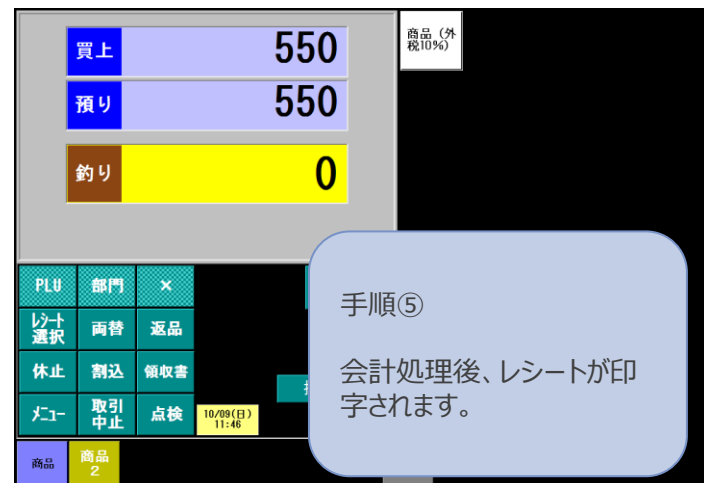 買上 550
預り 550
釣り 0
商品（外
税10%）
PLU 部門 ×
ﾚｼｰﾄ
選択 両替 返品
休止 割込 領収書
ﾒﾆｭｰ 取引
中止 点検
10/09(日)
11:46
商品 商品
2
手順⑤
会計処理後、レシートが印
字されます。